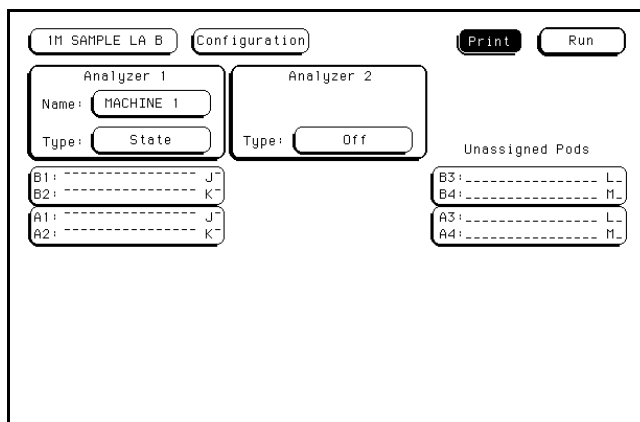 1M SAMPLE LA B Configuration Print Run
Analyzer 1 Analyzer 2
Name: MACHINE 1
Type: State Type: Off
Unassigned Pods
B1: J B3: L
B2: K B4: M
A1: J A3: L
A2: K A4: M